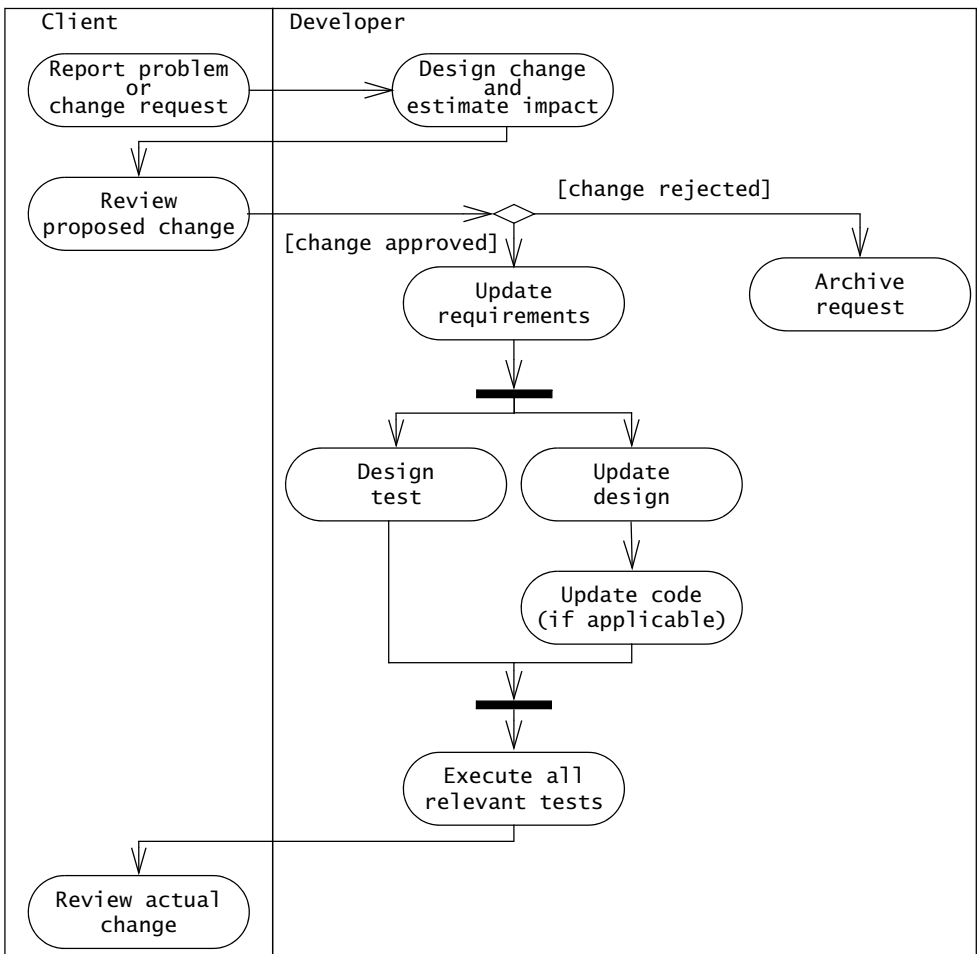 Client
Developer
Report problem
or
change request
Design change
and
estimate impact
Review
proposed change
[change rejected]
[change approved]
Update
requirements
Archive
request
Design
test
Update
design
Update code
(if applicable)
Execute all
relevant tests
Review actual
change